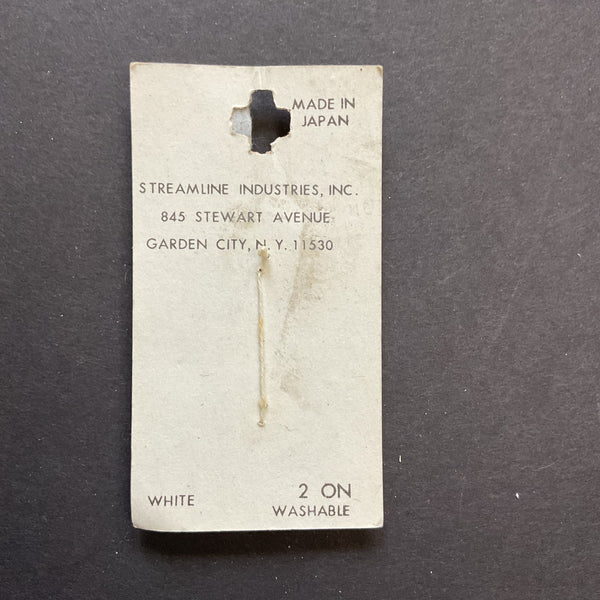 MADE IN
JAPAN
STREAMLINE INDUSTRIES, INC.
845 STEWART AVENUE
GARDEN CITY, N.Y. 11530
WHITE
2 ON
WASHABLE